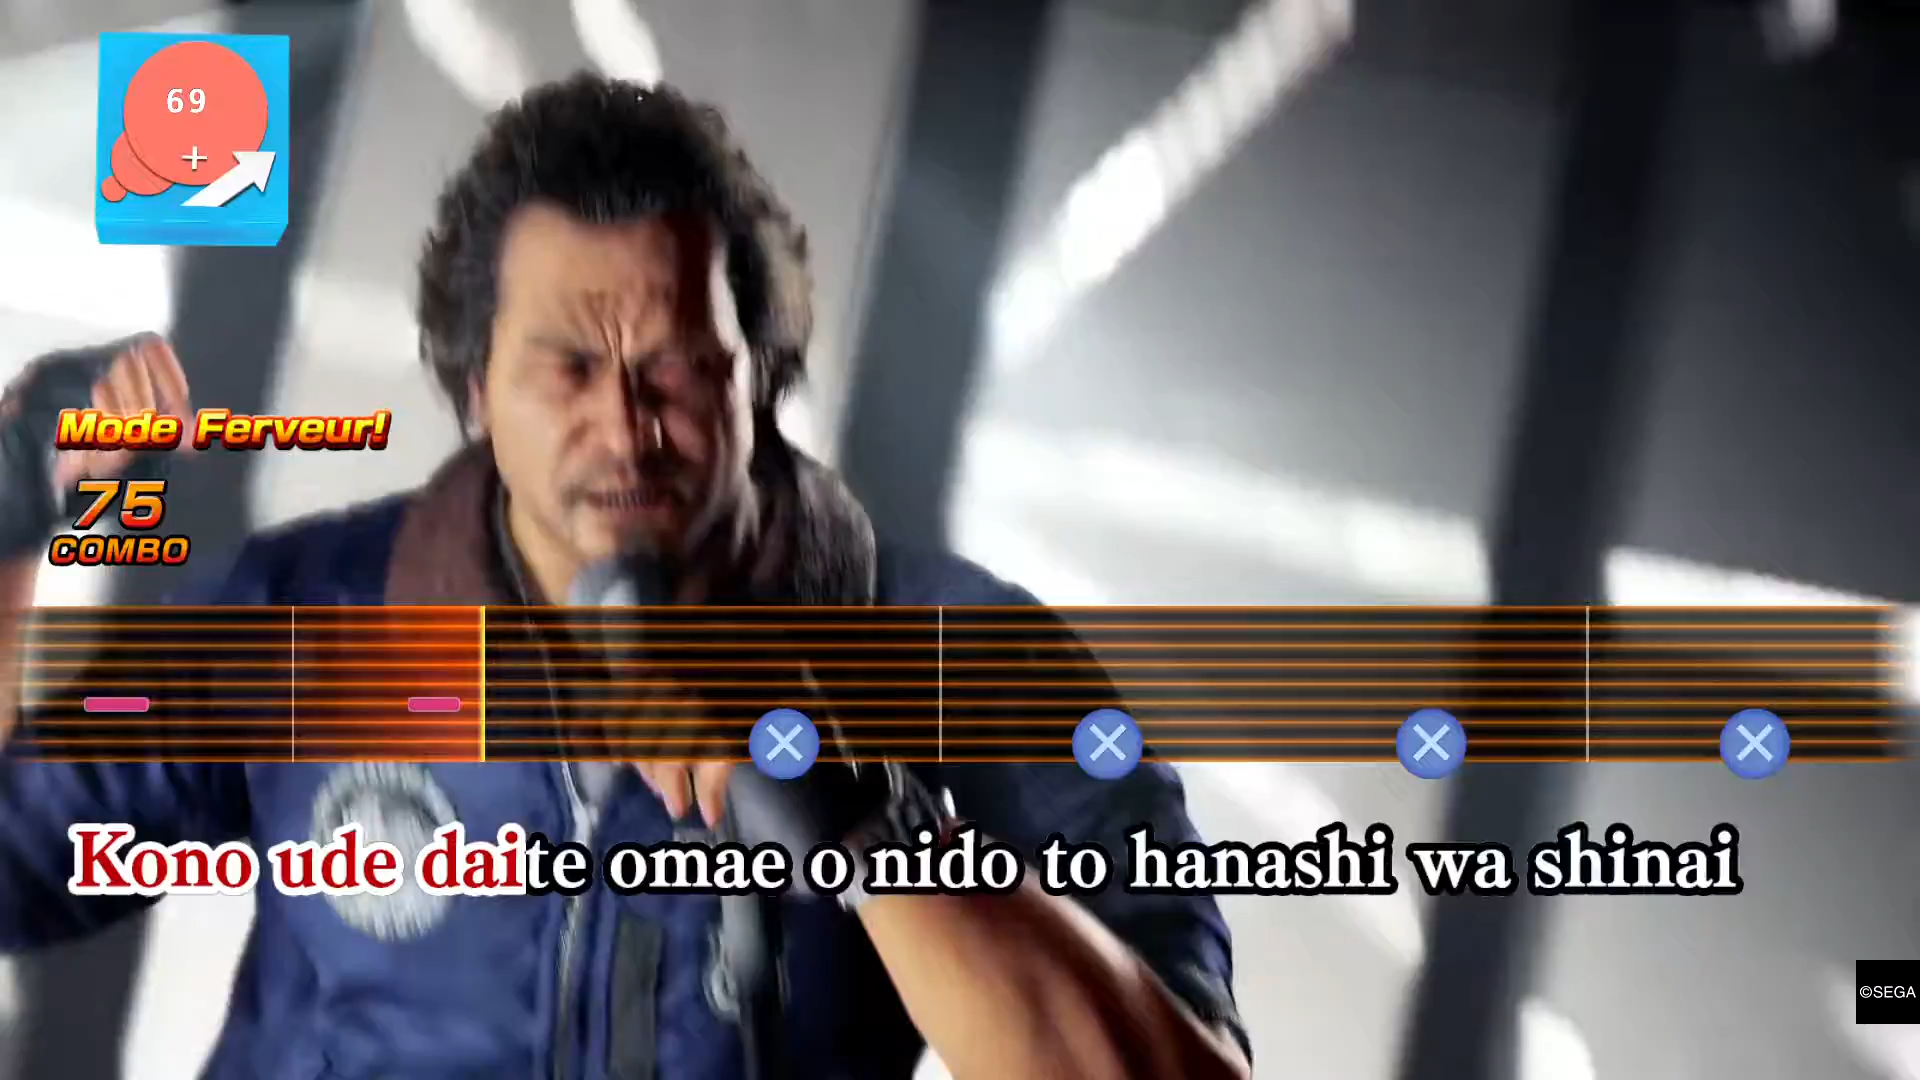 69
+
Mode Ferveur!
75
COMBO
Kono ude daite omae o nido to hanashi wa shinai
©SEGA